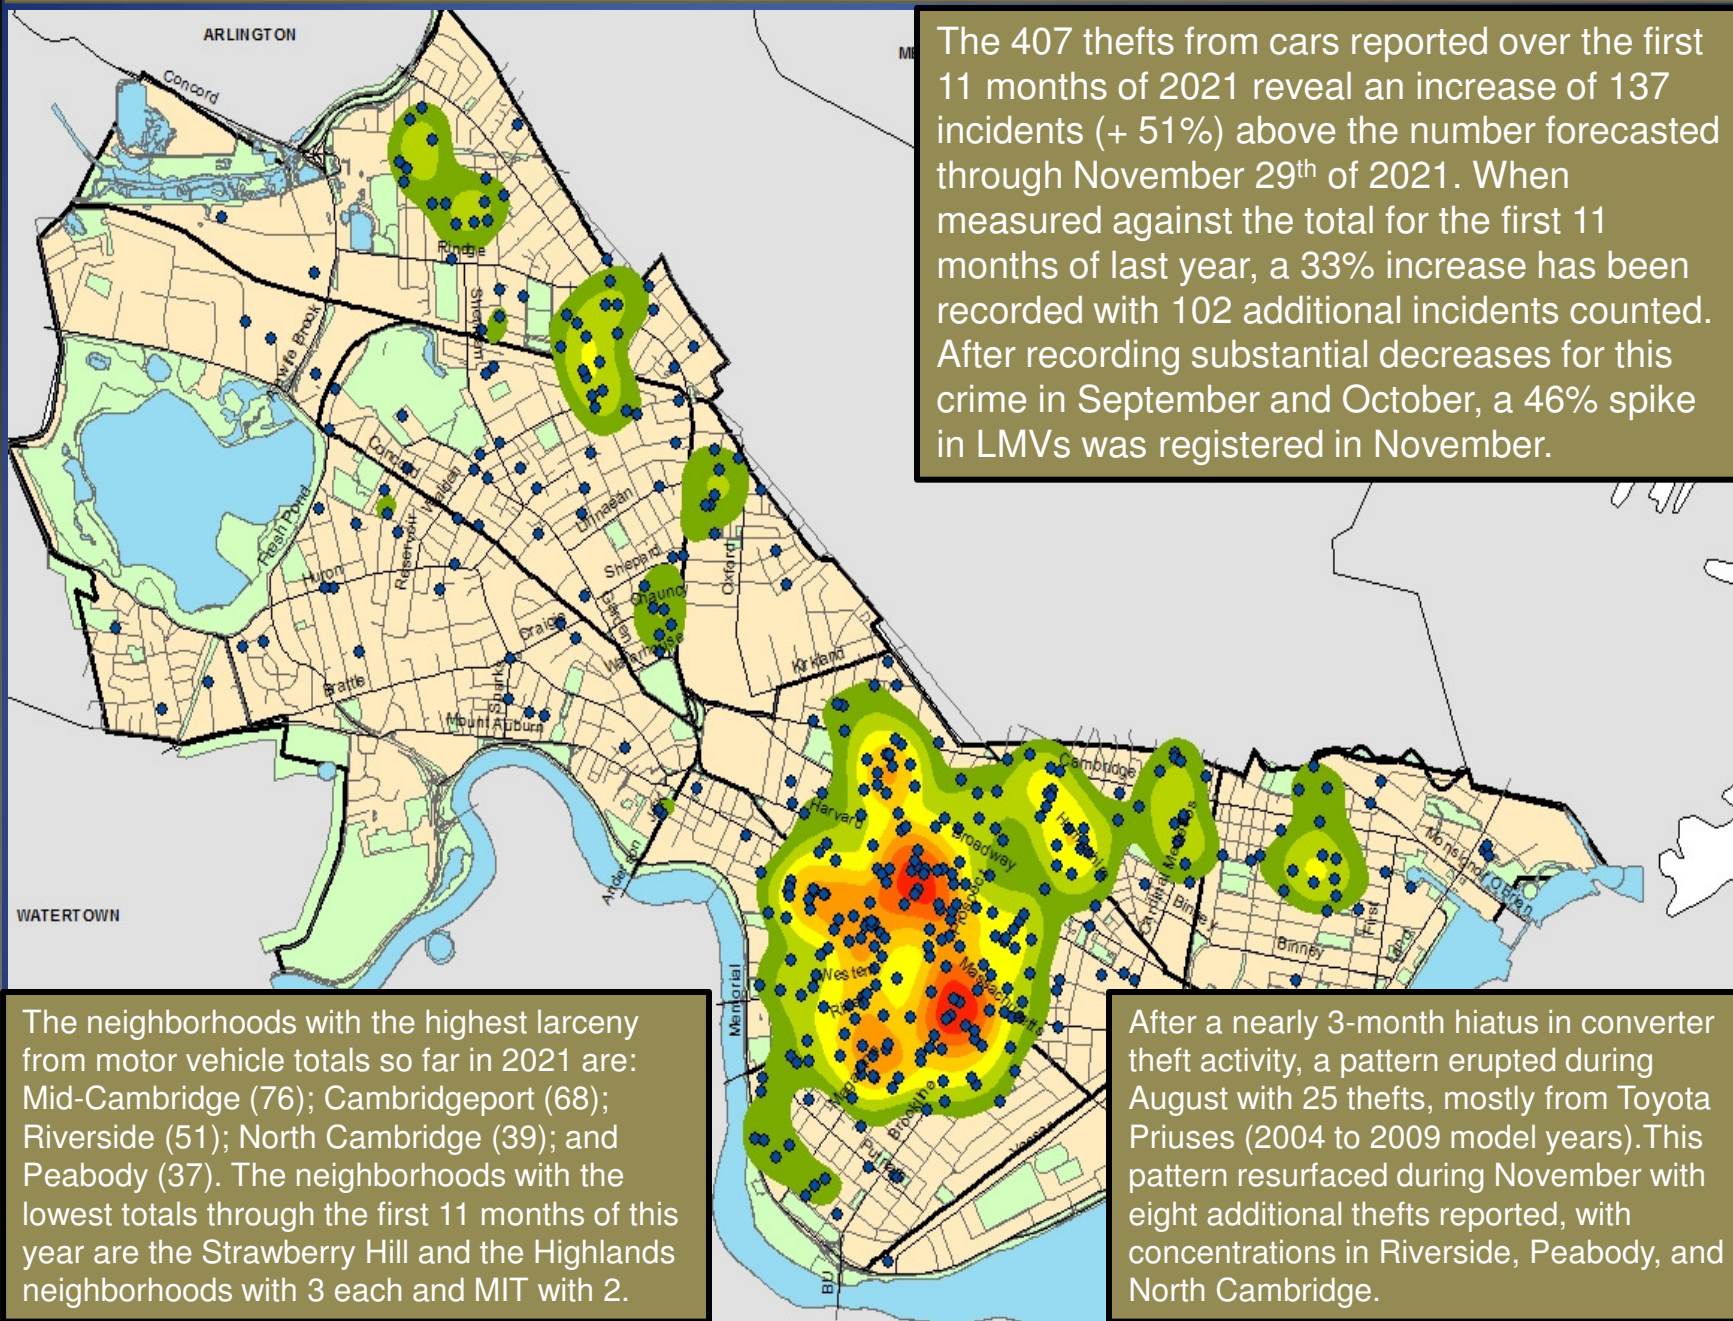 ARLINGTON
Concord
The 407 thefts from cars reported over the first
11 months of 2021 reveal an increase of 137
incidents (+ 51%) above the number forecasted
through November 29th of 2021. When
measured against the total for the first 11
months of last year, a 33% increase has been
recorded with 102 additional incidents counted.
After recording substantial decreases for this
crime in September and October, a 46% spike
in LMVs was registered in November.
Rindge
Concord
Walden
Linnaean
Fresh Pond
Reservoir
Huron
Shepard
Oxford
Chaunc
Garden
Craigie
Waterhouse
Kirkland
Brattle
Sparks
Mount Auburn
Cambridge
Harvard
Broadway
Monsignor O'Brien
Anderson
WATERTOWN
Binney
Binney
First
Land
Western
Massachusetts
Memorial
River
Brookline
Putnam
Vassar
BU
The neighborhoods with the highest larceny
from motor vehicle totals so far in 2021 are:
Mid-Cambridge (76); Cambridgeport (68);
Riverside (51); North Cambridge (39); and
Peabody (37). The neighborhoods with the
lowest totals through the first 11 months of this
year are the Strawberry Hill and the Highlands
neighborhoods with 3 each and MIT with 2.
After a nearly 3-month hiatus in converter
theft activity, a pattern erupted during
August with 25 thefts, mostly from Toyota
Priuses (2004 to 2009 model years).This
pattern resurfaced during November with
eight additional thefts reported, with
concentrations in Riverside, Peabody, and
North Cambridge.